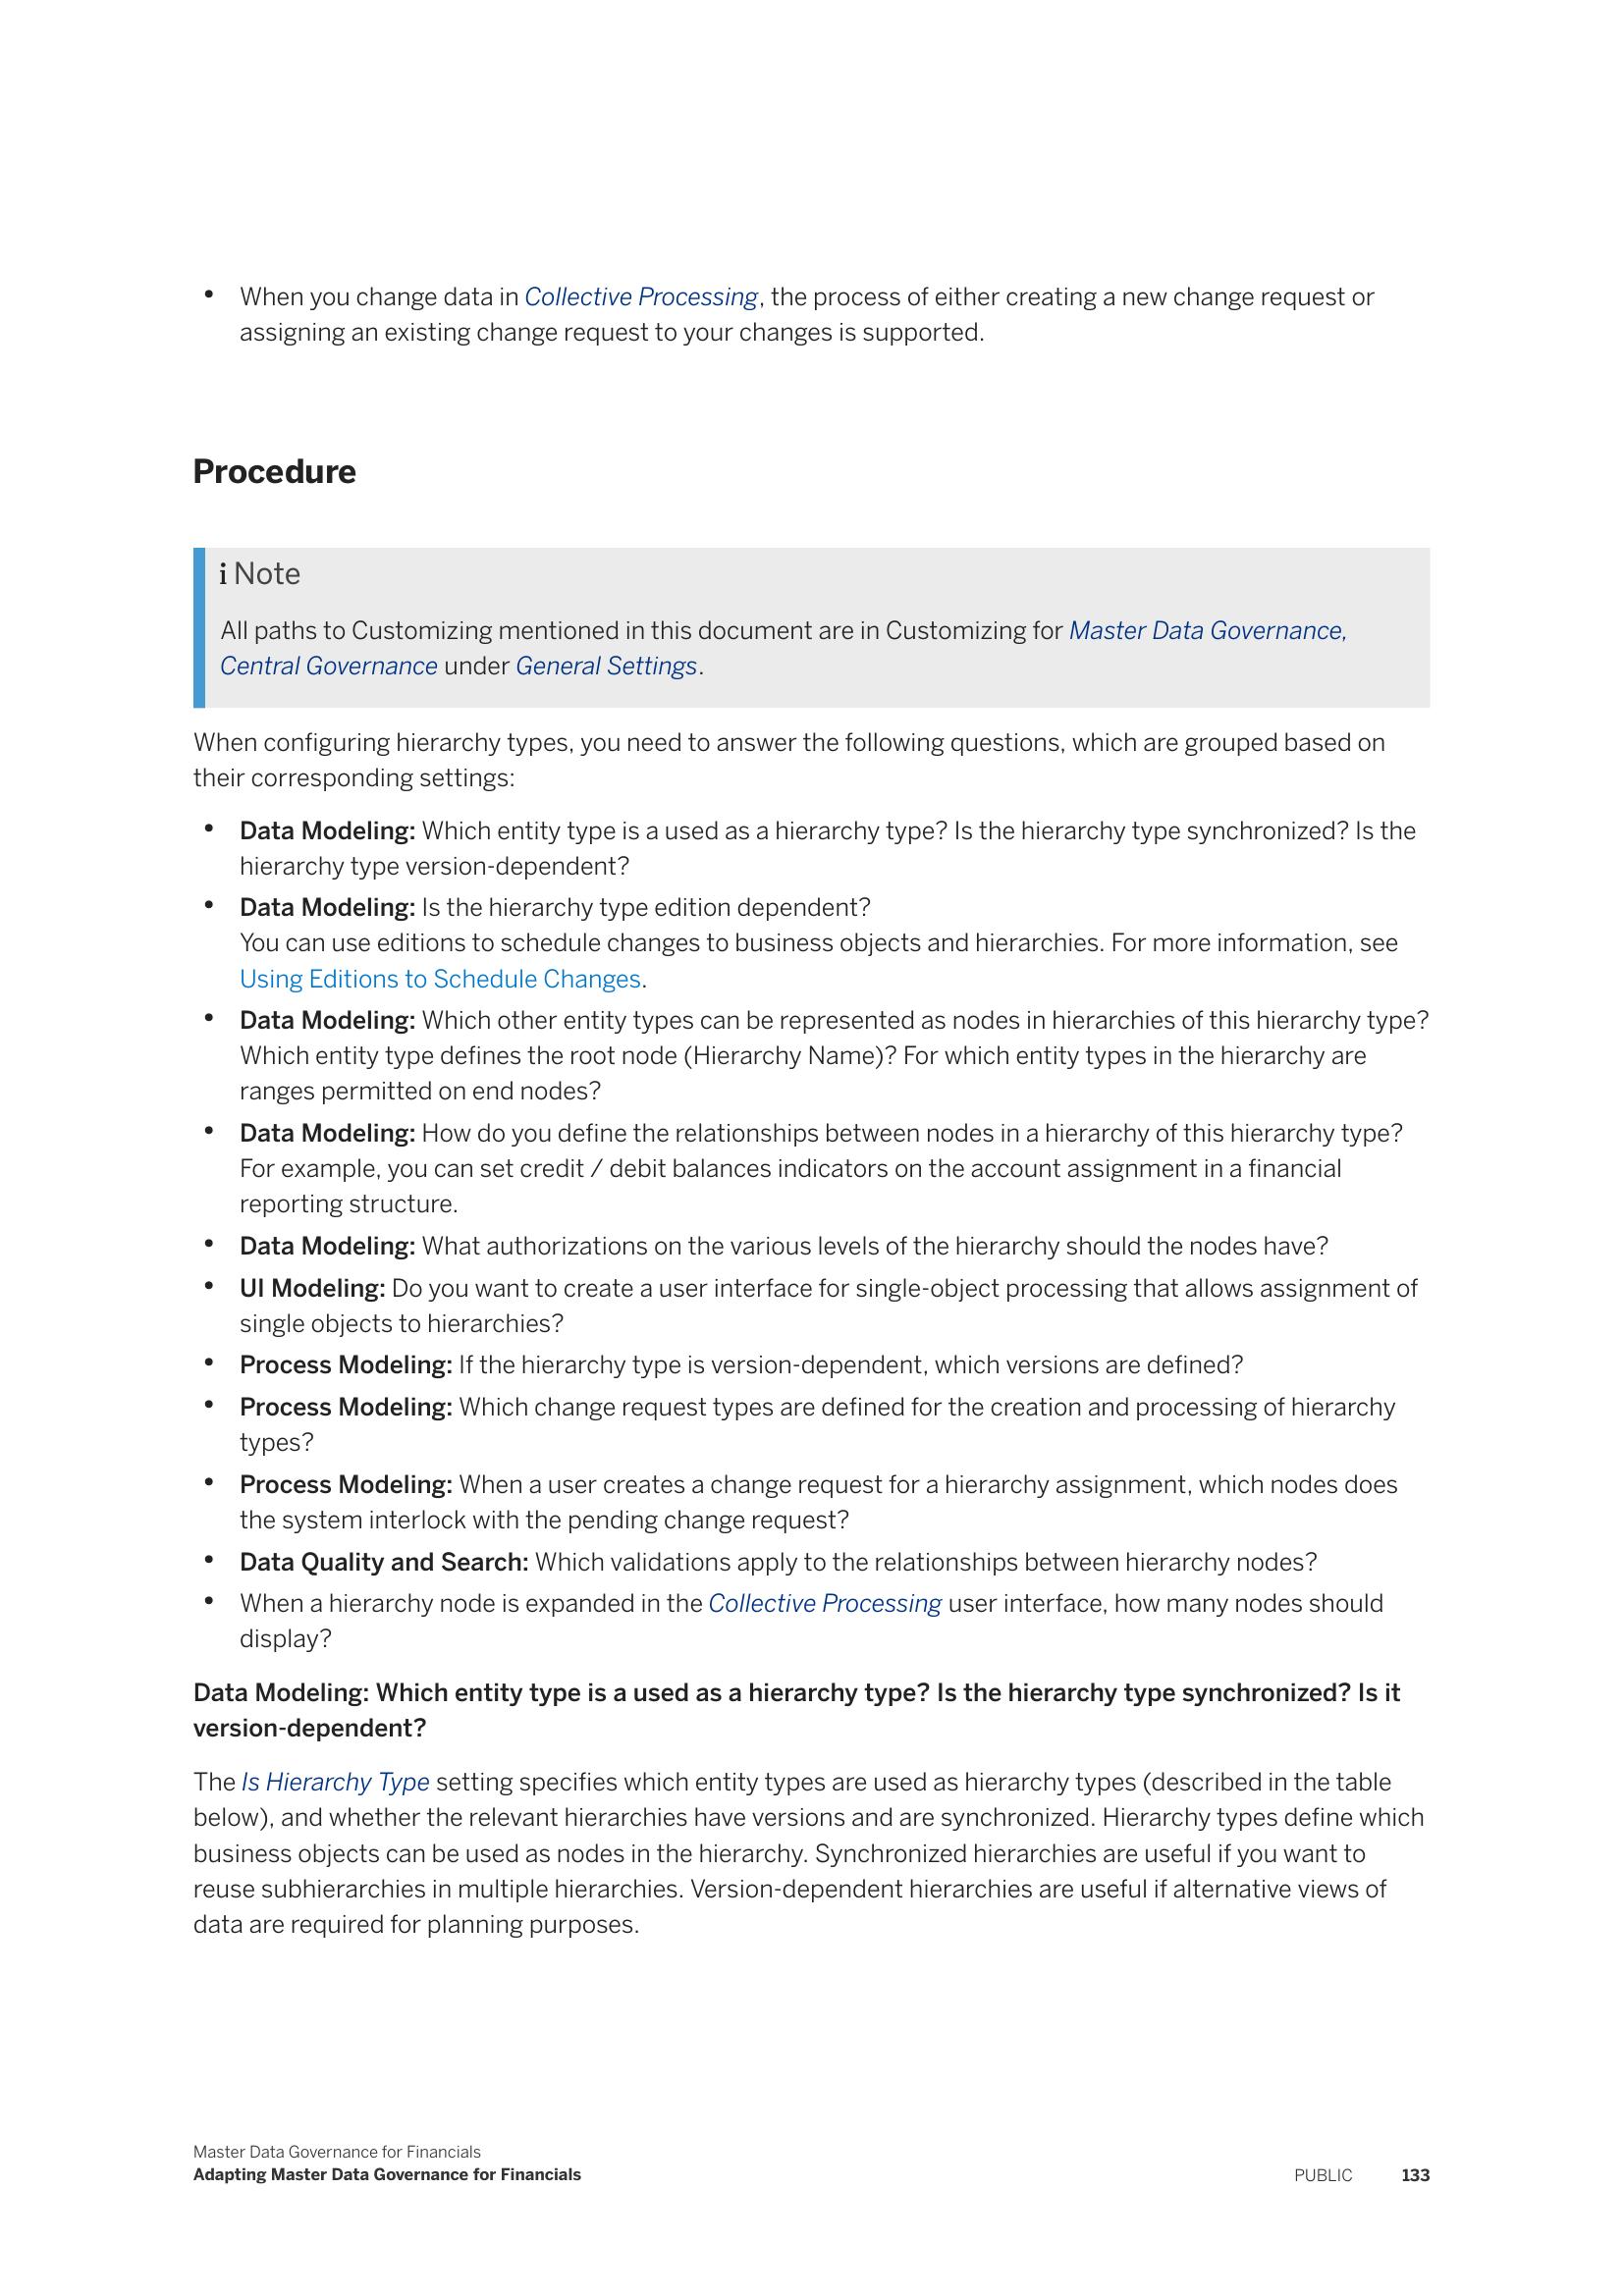 • When you change data in Collective Processing, the process of either creating a new change request or
assigning an existing change request to your changes is supported.
Procedure
i Note
All paths to Customizing mentioned in this document are in Customizing for Master Data Governance,
Central Governance under General Settings.
When configuring hierarchy types, you need to answer the following questions, which are grouped based on
their corresponding settings:
• Data Modeling: Which entity type is a used as a hierarchy type? Is the hierarchy type synchronized? Is the
hierarchy type version-dependent?
• Data Modeling: Is the hierarchy type edition dependent?
You can use editions to schedule changes to business objects and hierarchies. For more information, see
Using Editions to Schedule Changes.
• Data Modeling: Which other entity types can be represented as nodes in hierarchies of this hierarchy type?
Which entity type defines the root node (Hierarchy Name)? For which entity types in the hierarchy are
ranges permitted on end nodes?
• Data Modeling: How do you define the relationships between nodes in a hierarchy of this hierarchy type?
For example, you can set credit / debit balances indicators on the account assignment in a financial
reporting structure.
• Data Modeling: What authorizations on the various levels of the hierarchy should the nodes have?
• UI Modeling: Do you want to create a user interface for single-object processing that allows assignment of
single objects to hierarchies?
• Process Modeling: If the hierarchy type is version-dependent, which versions are defined?
• Process Modeling: Which change request types are defined for the creation and processing of hierarchy
types?
• Process Modeling: When a user creates a change request for a hierarchy assignment, which nodes does
the system interlock with the pending change request?
• Data Quality and Search: Which validations apply to the relationships between hierarchy nodes?
• When a hierarchy node is expanded in the Collective Processing user interface, how many nodes should
display?
Data Modeling: Which entity type is a used as a hierarchy type? Is the hierarchy type synchronized? Is it
version-dependent?
The Is Hierarchy Type setting specifies which entity types are used as hierarchy types (described in the table
below), and whether the relevant hierarchies have versions and are synchronized. Hierarchy types define which
business objects can be used as nodes in the hierarchy. Synchronized hierarchies are useful if you want to
reuse subhierarchies in multiple hierarchies. Version-dependent hierarchies are useful if alternative views of
data are required for planning purposes.
Master Data Governance for Financials
Adapting Master Data Governance for Financials
PUBLIC 133